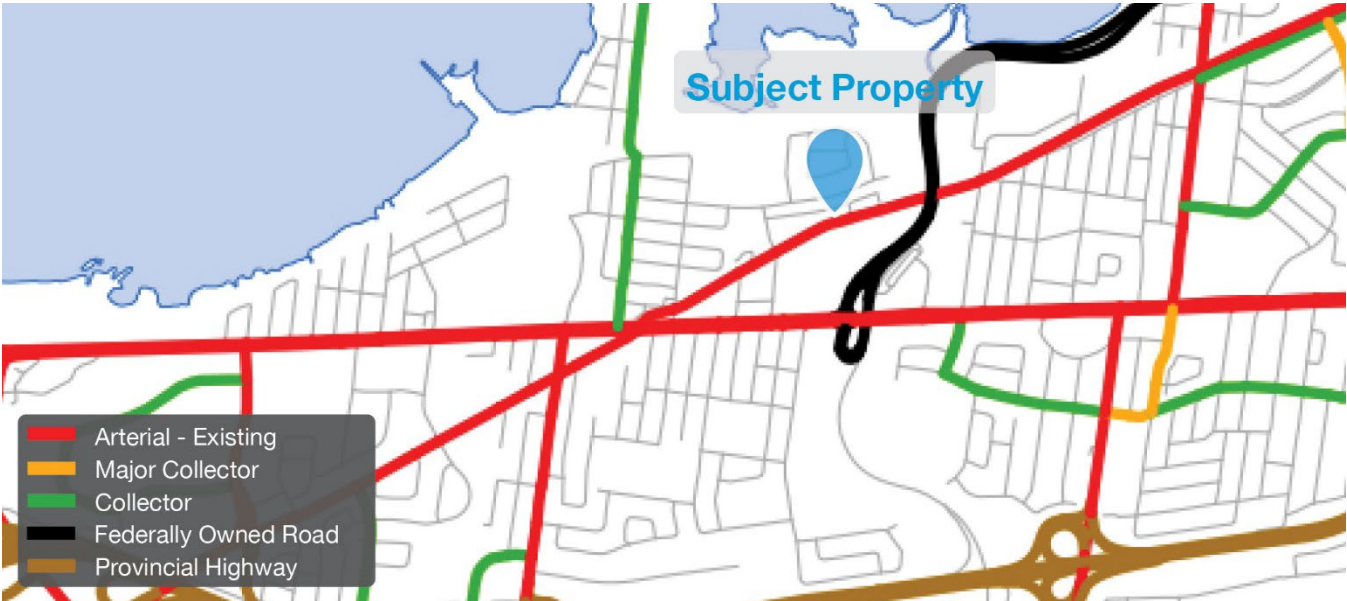 Subject Property
Arterial - Existing
Major Collector
Collector
Federally Owned Road
Provincial Highway